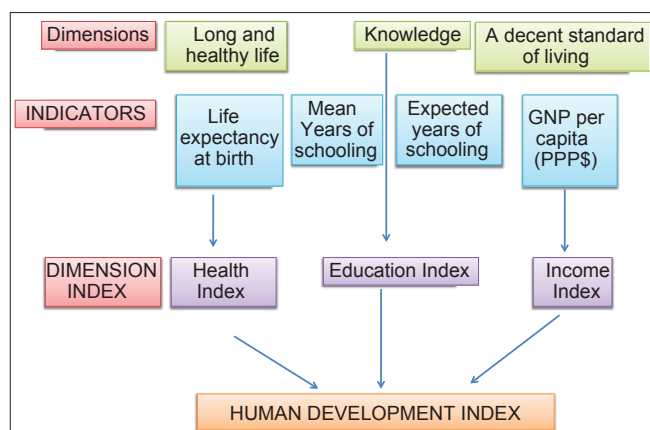 Dimensions
Long and
healthy life
Knowledge
A decent standard
of living
INDICATORS
Life
expectancy
at birth
Mean
Years of
schooling
Expected
years of
schooling
GNP per
capita
(PPP$)
DIMENSION
INDEX
Health
Index
Education Index
Income
Index
HUMAN DEVELOPMENT INDEX